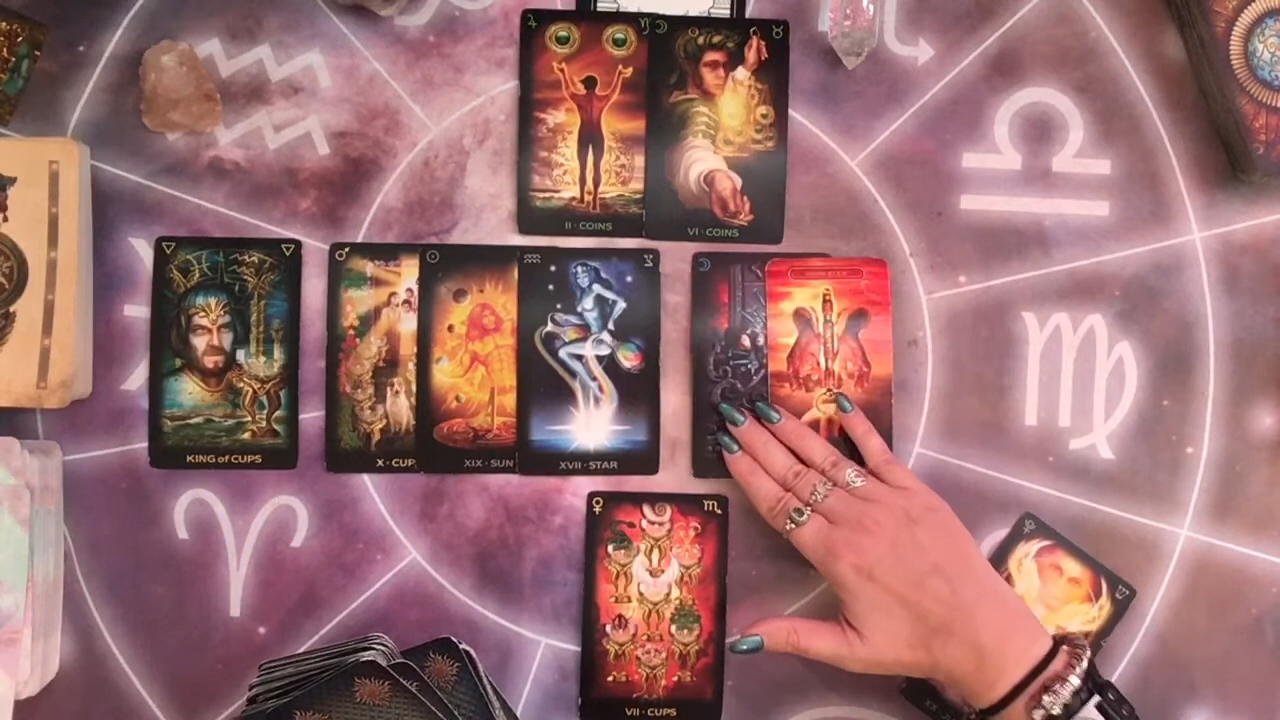 II · COINS
VI · COINS
KING of CUPS
X · CUP
XIX · SUN
XVII · STAR
VII · CUPS